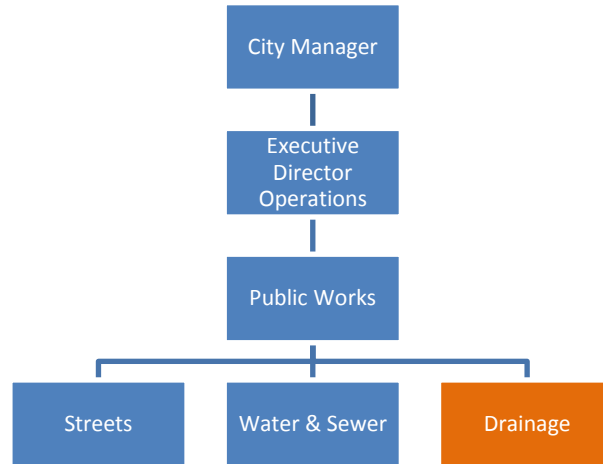 City Manager
Executive
Director
Operations
Public Works
Streets
Water & Sewer
Drainage